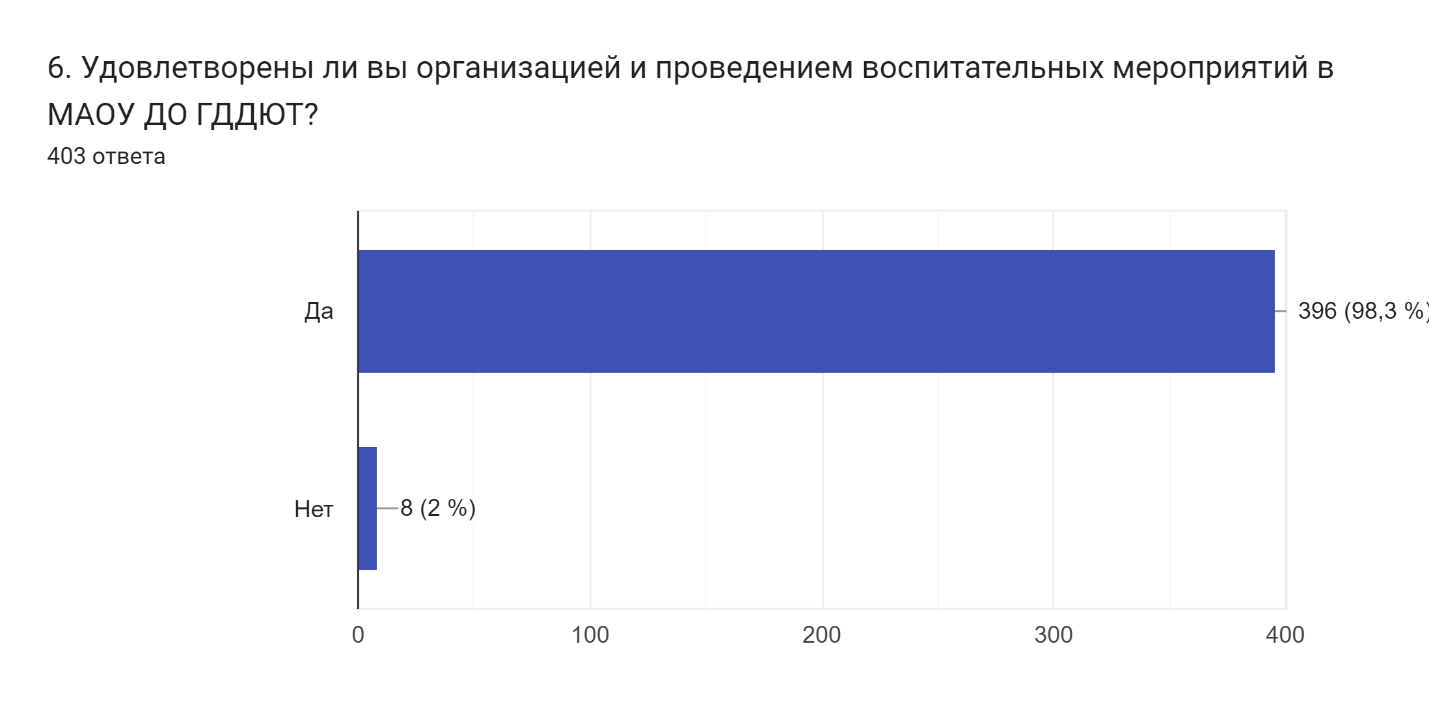 6. Удовлетворены ли вы организацией и проведением воспитательных мероприятий в
МАОУ ДО ГДДЮТ?
403 ответа
Да
396 (98,3 %)
Нет
8 (2 %)
0 100 200 300 400